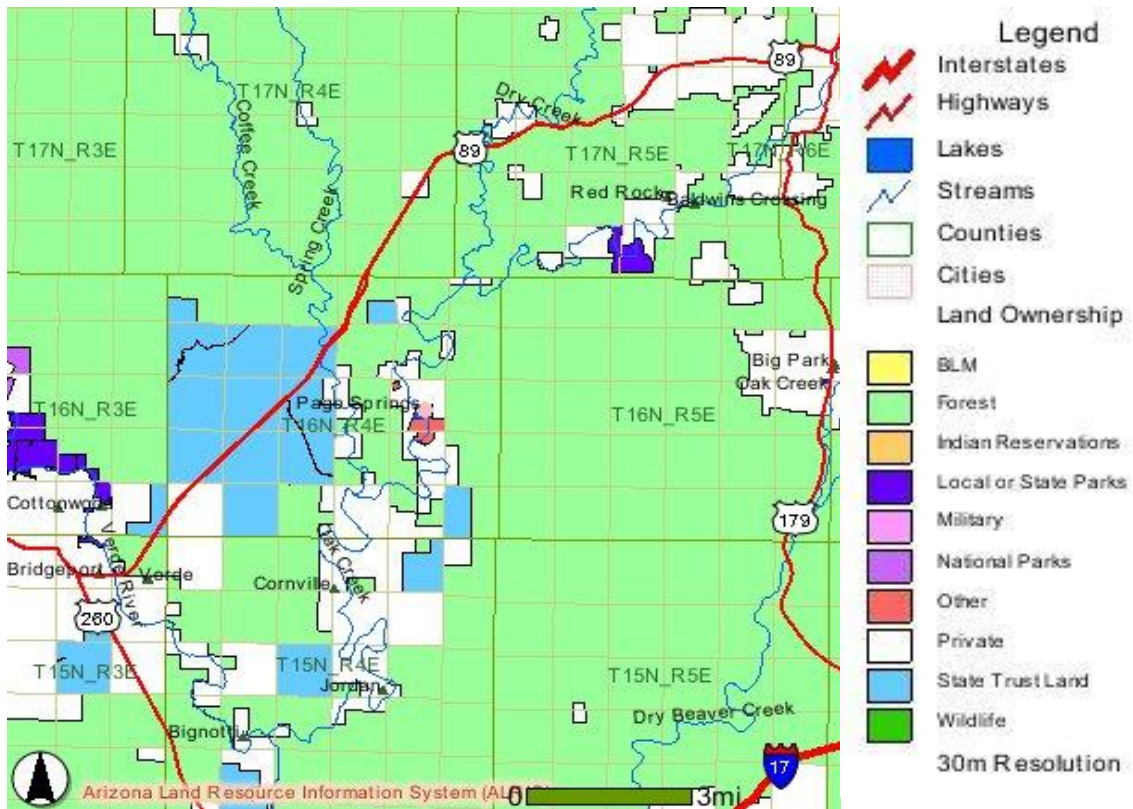 89
T17N_R4E
Dry Creek
Coffee Creek
T17N_R3E
89
T17N_R5E
T17N_R6E
Red Rock
Baldwins Crossing
Spring Creek
Big Park
Oak Creek
Page Springs
T16N_R3E
T16N_R4E
T16N_R5E
Cottonwood
179
Verde River
Oak Creek
Bridgeport
Verde
Cornville
260
T15N_R3E
T15N_R4E
T15N_R5E
Jordan
Dry Beaver Creek
Bignotti
17
Arizona Land Resource Information System
0 3mi
Legend
Interstates
Highways
Lakes
Streams
Counties
Cities
Land Ownership
BLM
Forest
Indian Reservations
Local or State Parks
Military
National Parks
Other
Private
State Trust Land
Wildlife
30m Resolution